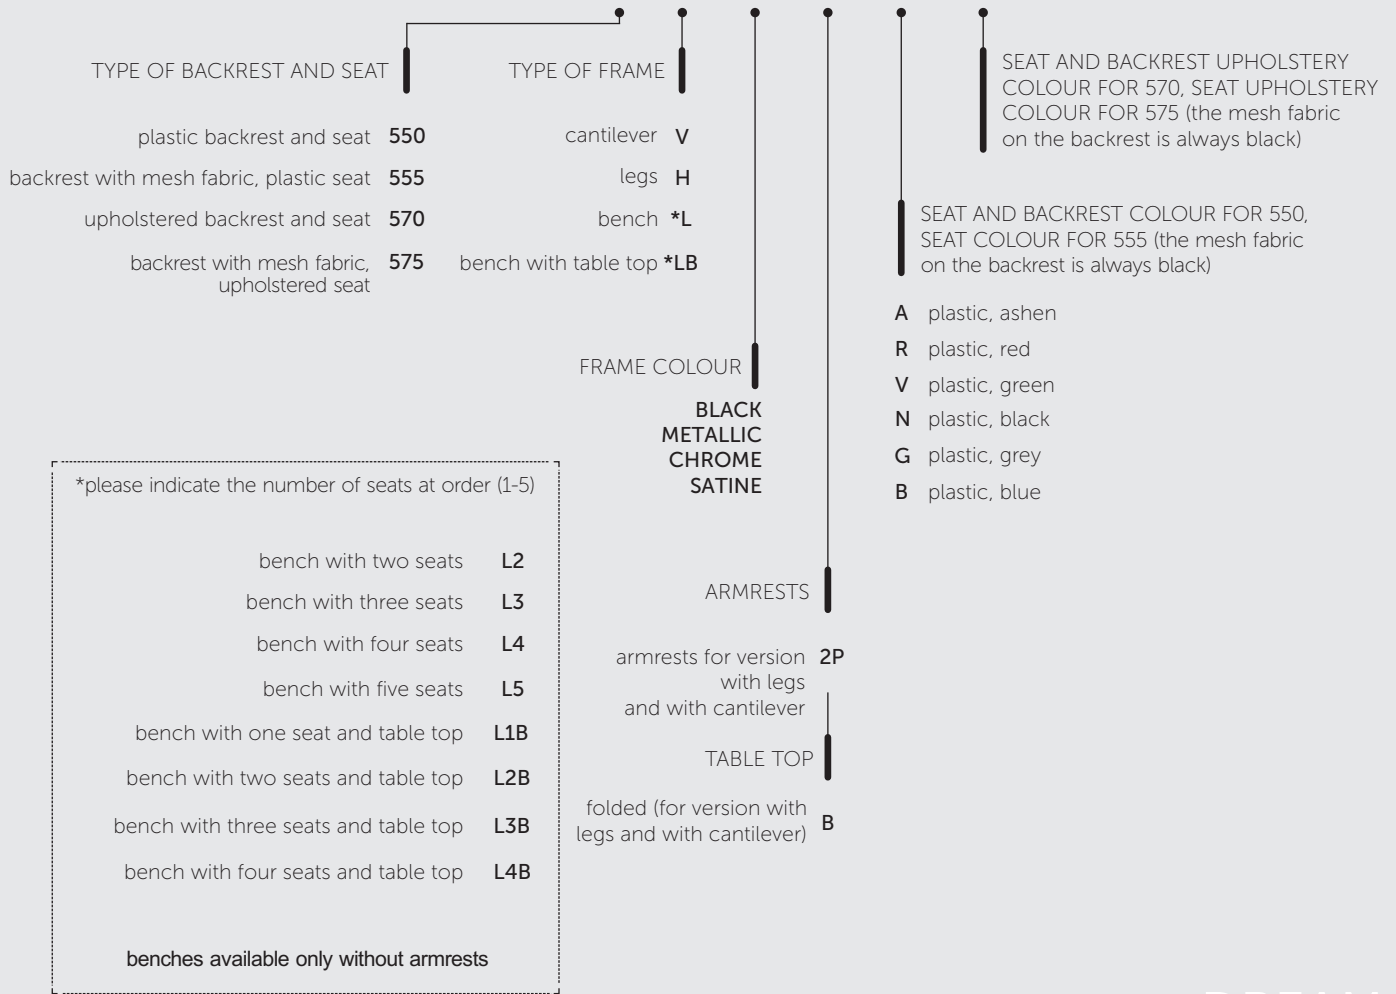 TYPE OF BACKREST AND SEAT
plastic backrest and seat 550
backrest with mesh fabric, plastic seat 555
upholstered backrest and seat 570
backrest with mesh fabric, 575
upholstered seat
TYPE OF FRAME
cantilever V
legs H
bench *L
bench with table top *LB
SEAT AND BACKREST UPHOLSTERY
COLOUR FOR 570, SEAT UPHOLSTERY
COLOUR FOR 575 (the mesh fabric
on the backrest is always black)
SEAT AND BACKREST COLOUR FOR 550,
SEAT COLOUR FOR 555 (the mesh fabric
on the backrest is always black)
A plastic, ashen
R plastic, red
V plastic, green
N plastic, black
G plastic, grey
B plastic, blue
FRAME COLOUR
BLACK
METALLIC
CHROME
SATINE
*please indicate the number of seats at order (1-5)
bench with two seats L2
bench with three seats L3
bench with four seats L4
bench with five seats L5
bench with one seat and table top L1B
bench with two seats and table top L2B
bench with three seats and table top L3B
bench with four seats and table top L4B
benches available only without armrests
ARMRESTS
armrests for version 2P
with legs
and with cantilever
TABLE TOP
folded (for version with
legs and with cantilever) B